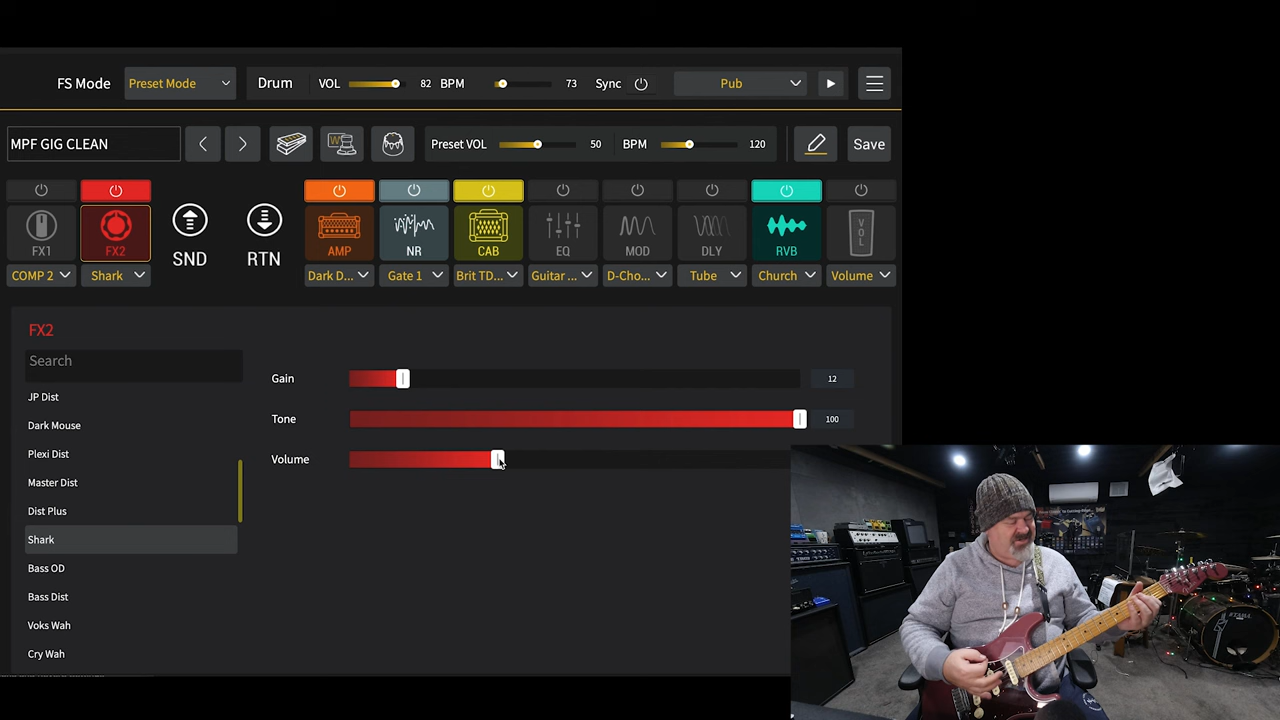 FS Mode Preset Mode Drum VOL 82 BPM 73 Sync Pub
MPF GIG CLEAN W Preset VOL 50 BPM 120 Save
FX1 FX2 SND RTN AMP NR CAB EQ MOD DLY RVB VOL
COMP 2 Shark Dark D... Gate 1 Brit TD... Guitar ... D-Cho... Tube Church Volume
FX2
Search
JP Dist
Dark Mouse
Plexi Dist
Master Dist
Dist Plus
Shark
Bass OD
Bass Dist
Voks Wah
Cry Wah
Gain 12
Tone 100
Volume